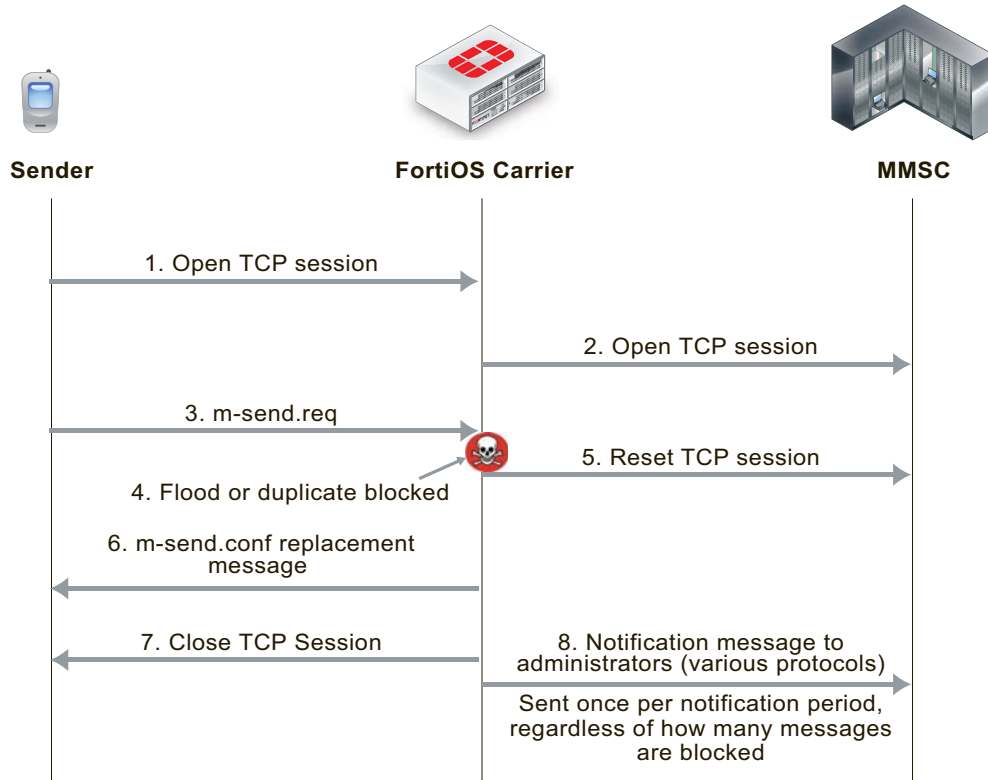 Sender
FortiOS Carrier
MMSC
1. Open TCP session
2. Open TCP session
3. m-send.req
4. Flood or duplicate blocked
5. Reset TCP session
6. m-send.conf replacement
message
7. Close TCP Session
8. Notification message to
administrators (various protocols)
Sent once per notification period,
regardless of how many messages
are blocked